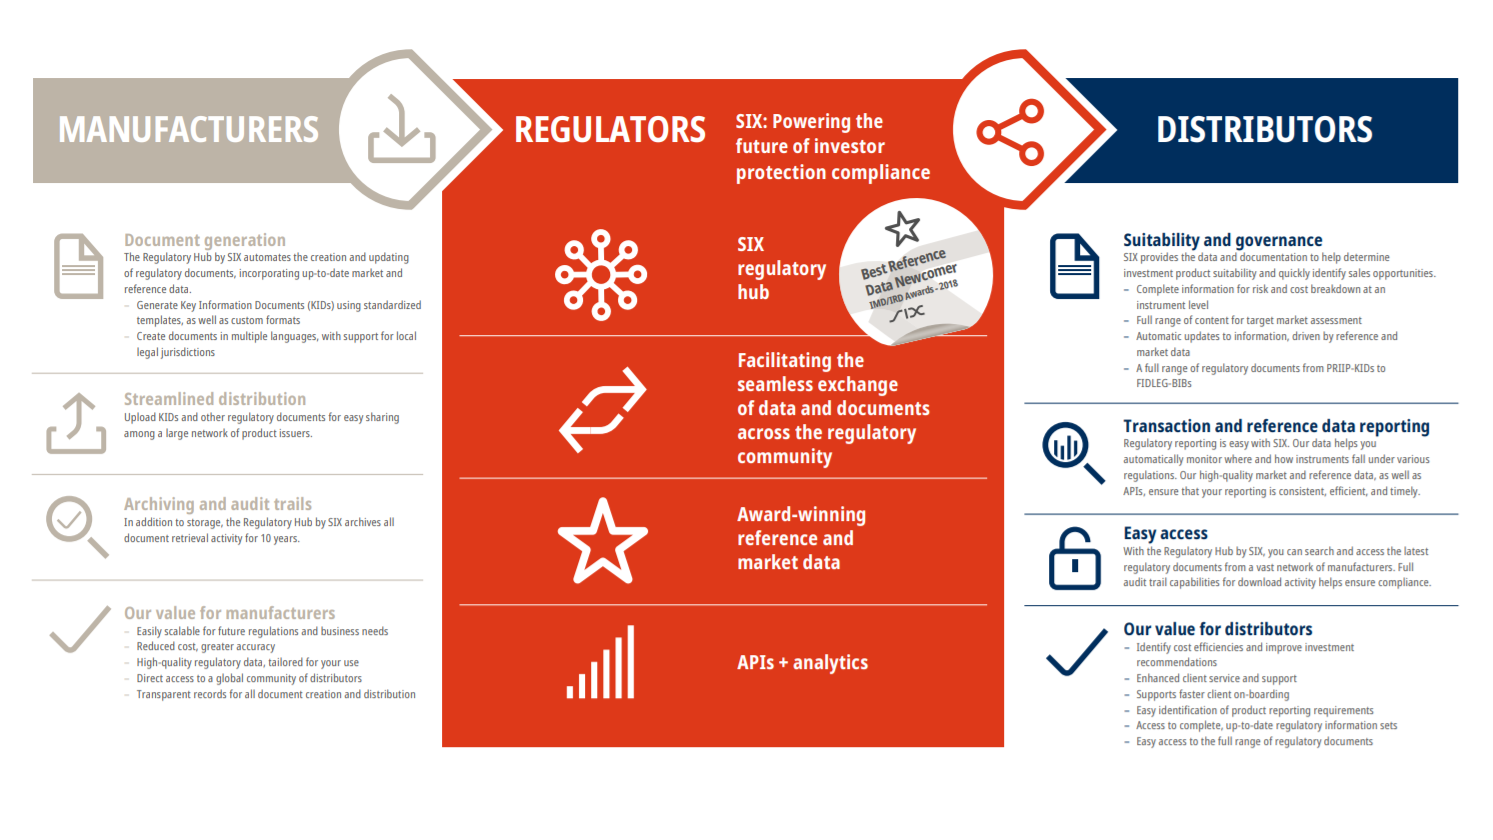 MANUFACTURERS
Document generation
The Regulatory Hub by SIX automates the creation and updating
of regulatory documents, incorporating up-to-date market and
reference data.
– Generate Key Information Documents (KIDs) using standardized
templates, as well as custom formats
– Create documents in multiple languages, with support for local
legal jurisdictions
Streamlined distribution
Upload KIDs and other regulatory documents for easy sharing
among a large network of product issuers.
Archiving and audit trails
In addition to storage, the Regulatory Hub by SIX archives all
document retrieval activity for 10 years.
Our value for manufacturers
– Easily scalable for future regulations and business needs
– Reduced cost, greater accuracy
– High-quality regulatory data, tailored for your use
– Direct access to a global community of distributors
– Transparent records for all document creation and distribution
REGULATORS
SIX: Powering the
future of investor
protection compliance
SIX
regulatory
hub
Best Reference
Data Newcomer
IMD/IRD Awards - 2018
SIX
Facilitating the
seamless exchange
of data and documents
across the regulatory
community
Award-winning
reference and
market data
APIs + analytics
DISTRIBUTORS
Suitability and governance
SIX provides the data and documentation to help determine
investment product suitability and quickly identify sales opportunities.
– Complete information for risk and cost breakdown at an
instrument level
– Full range of content for target market assessment
– Automatic updates to information, driven by reference and
market data
– A full range of regulatory documents from PRIIP-KIDs to
FIDLEG-BIBs
Transaction and reference data reporting
Regulatory reporting is easy with SIX. Our data helps you
automatically monitor where and how instruments fall under various
regulations. Our high-quality market and reference data, as well as
APIs, ensure that your reporting is consistent, efficient, and timely.
Easy access
With the Regulatory Hub by SIX, you can search and access the latest
regulatory documents from a vast network of manufacturers. Full
audit trail capabilities for download activity helps ensure compliance.
Our value for distributors
– Identify cost efficiencies and improve investment
recommendations
– Enhanced client service and support
– Supports faster client on-boarding
– Easy identification of product reporting requirements
– Access to complete, up-to-date regulatory information sets
– Easy access to the full range of regulatory documents